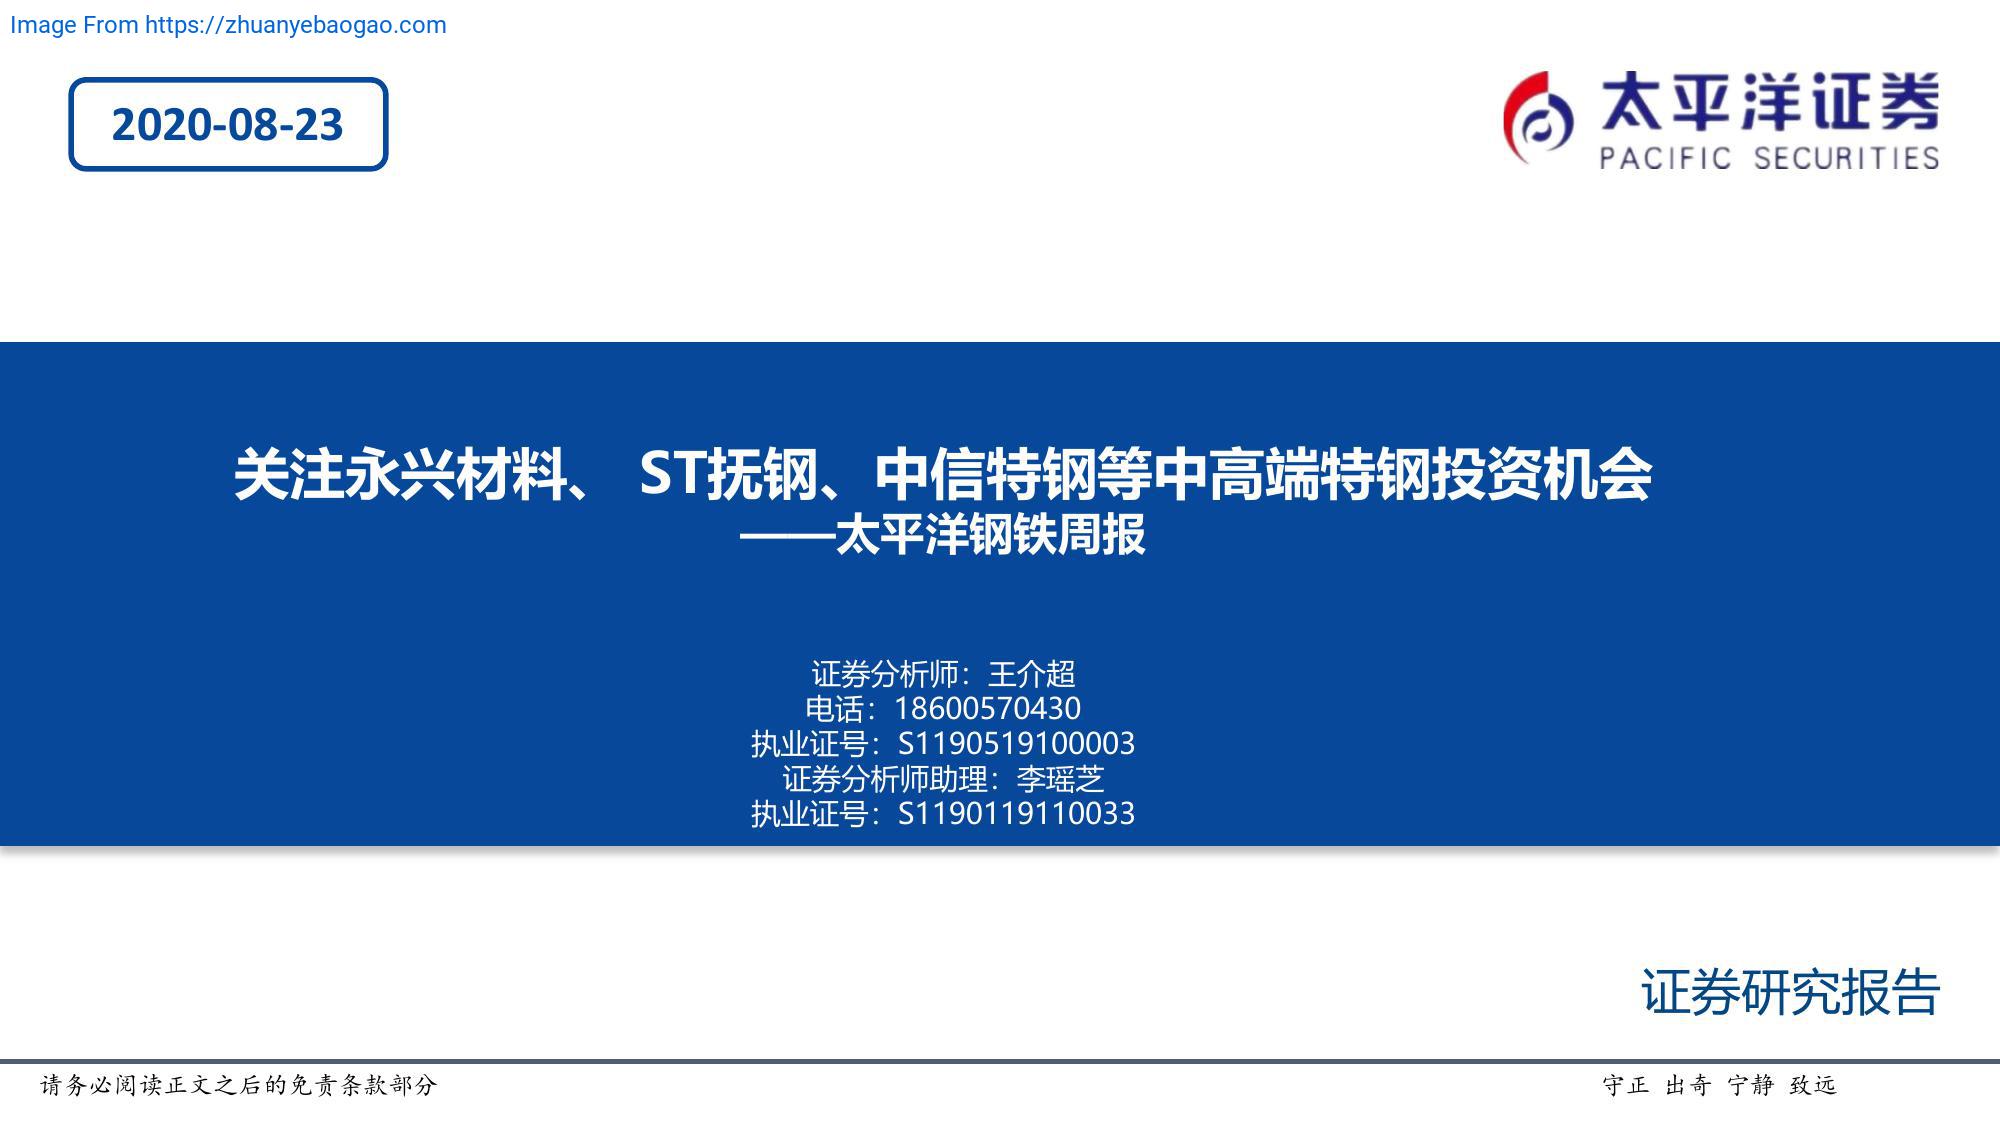 Image From https://zhuanyebaogao.com
2020-08-23
太平洋证券
PACIFIC SECURITIES
关注永兴材料、 ST抚钢、中信特钢等中高端特钢投资机会
——太平洋钢铁周报
证券分析师：王介超
电话：18600570430
执业证号：S1190519100003
证券分析师助理：李瑶芝
执业证号：S1190119110033
证券研究报告
请务必阅读正文之后的免责条款部分
守正 出奇 宁静 致远